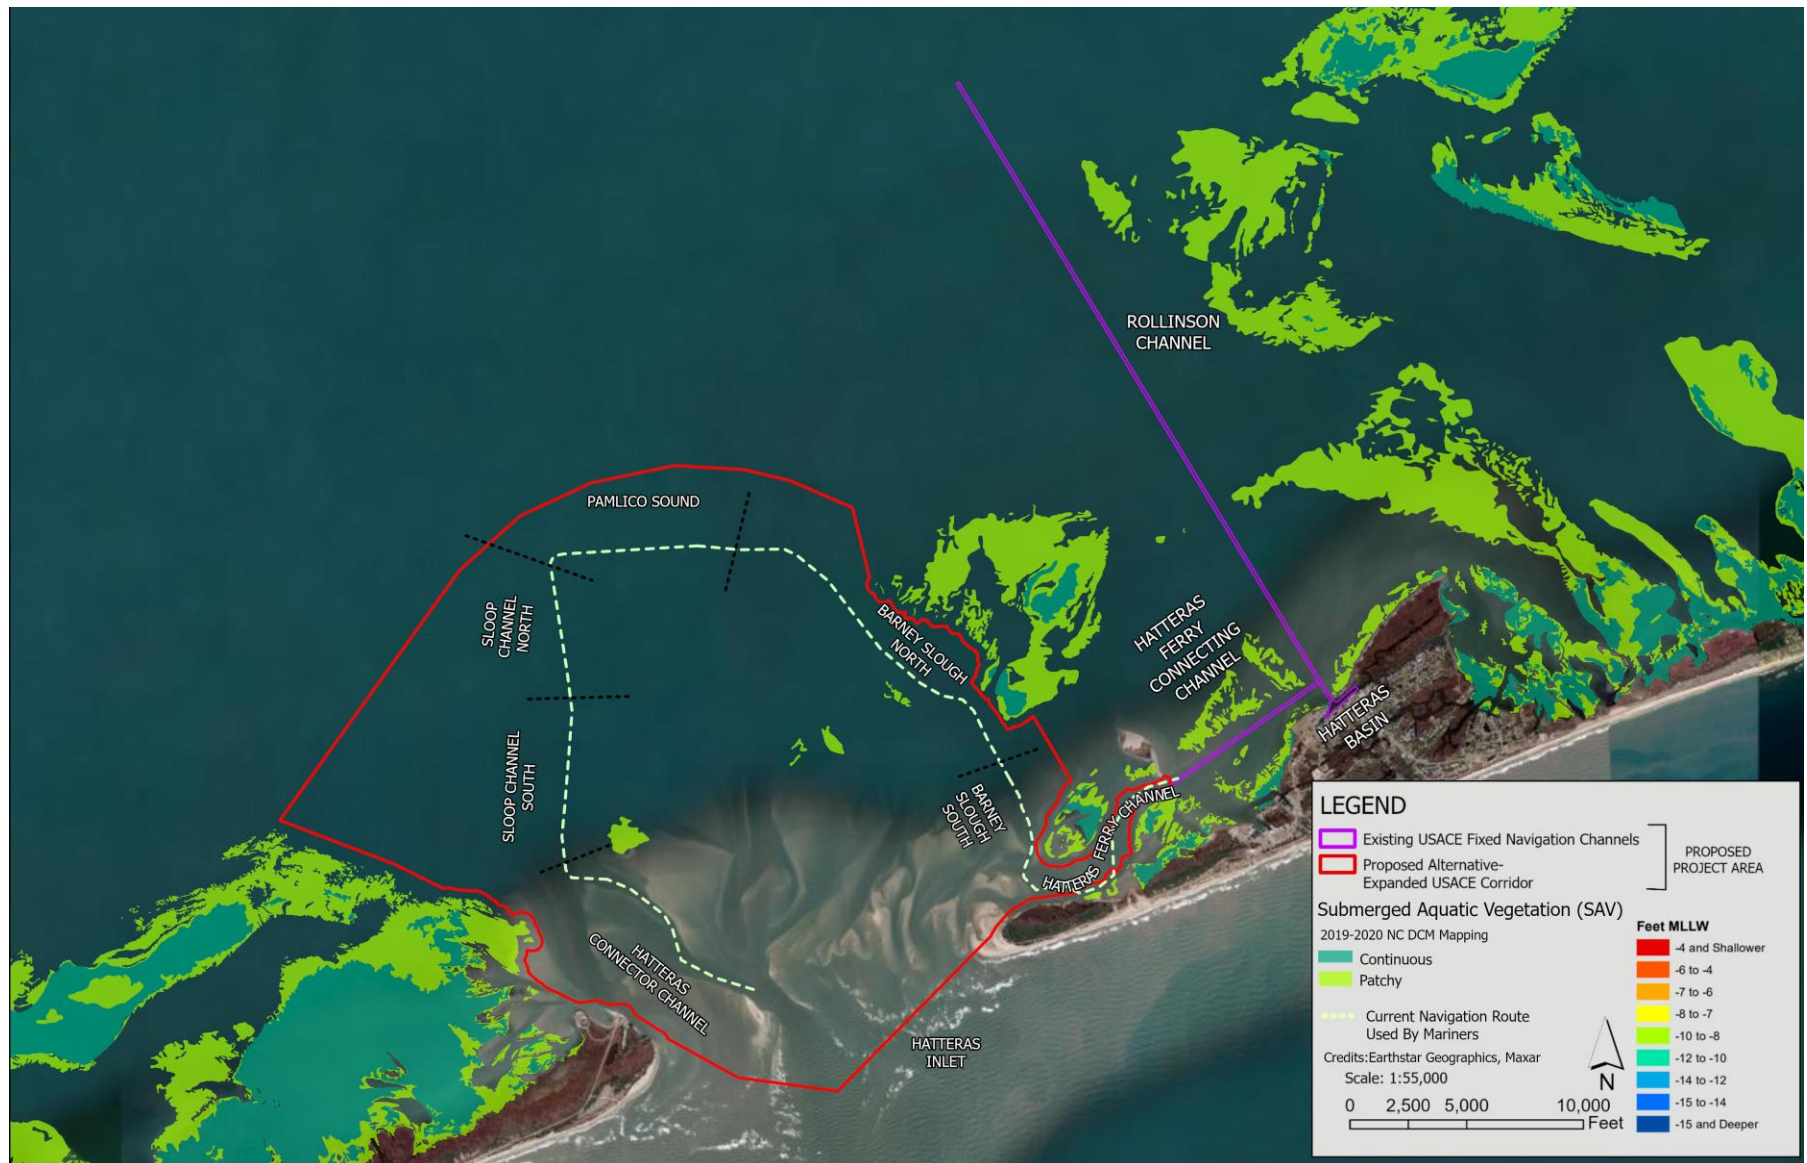 ROLLINSON
CHANNEL
PAMLICO SOUND
SLOOP
CHANNEL
NORTH
BARNEY SLOUGH
NORTH
HATTERAS
FERRY
CONNECTING
CHANNEL
HATTERAS
BASIN
SLOOP CHANNEL
SOUTH
BARNEY
SLOUGH
SOUTH
HATTERAS FERRY CHANNEL
HATTERAS
CONNECTOR CHANNEL
HATTERAS
INLET
LEGEND
Existing USACE Fixed Navigation Channels
Proposed Alternative-
Expanded USACE Corridor
PROPOSED
PROJECT AREA
Submerged Aquatic Vegetation (SAV)
2019-2020 NC DCM Mapping
Continuous
Patchy
Current Navigation Route
Used By Mariners
Credits:Earthstar Geographics, Maxar
Scale: 1:55,000
0 2,500 5,000 10,000
Feet
N
Feet MLLW
-4 and Shallower
-6 to -4
-7 to -6
-8 to -7
-10 to -8
-12 to -10
-14 to -12
-15 to -14
-15 and Deeper